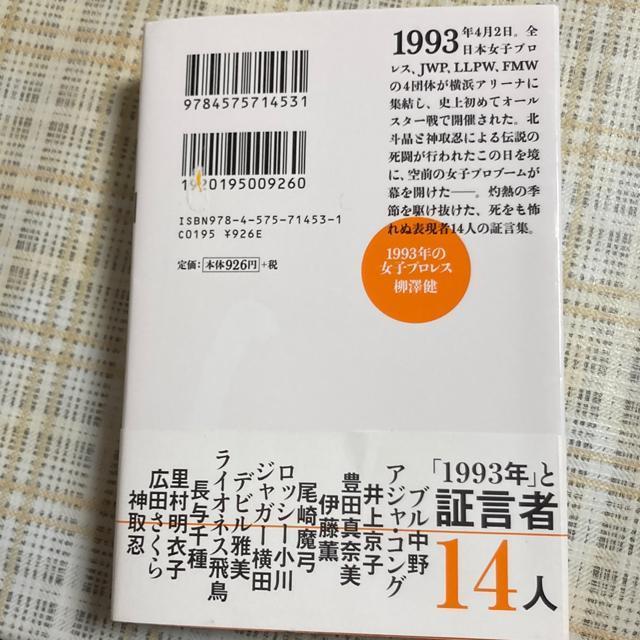 9784575714531
1920195009260
ISBN978-4-575-71453-1
C0195 ¥926E
定価：本体926円+税
1993年4月2日。全
日本女子プロ
レス、JWP、LLPW、FMW
の4団体が横浜アリーナに
集結し、史上初めてオール
スター戦で開催された。北
斗晶と神取忍による伝説の
死闘が行われたこの日を境
に、空前の女子プロブームが
幕を開けた──。灼熱の季
節を駆け抜けた、死をも怖
れぬ表現者14人の証言集。
1993年の
女子プロレス
柳澤健
「1993年」と
証言者
14人
ブル中野
アジャ・コング
井上京子
豊田真奈美
伊藤薫
尾崎魔弓
ロッシー小川
ジャガー横田
デビル雅美
ライオネス飛鳥
長与千種
里村明衣子
広田さくら
神取忍